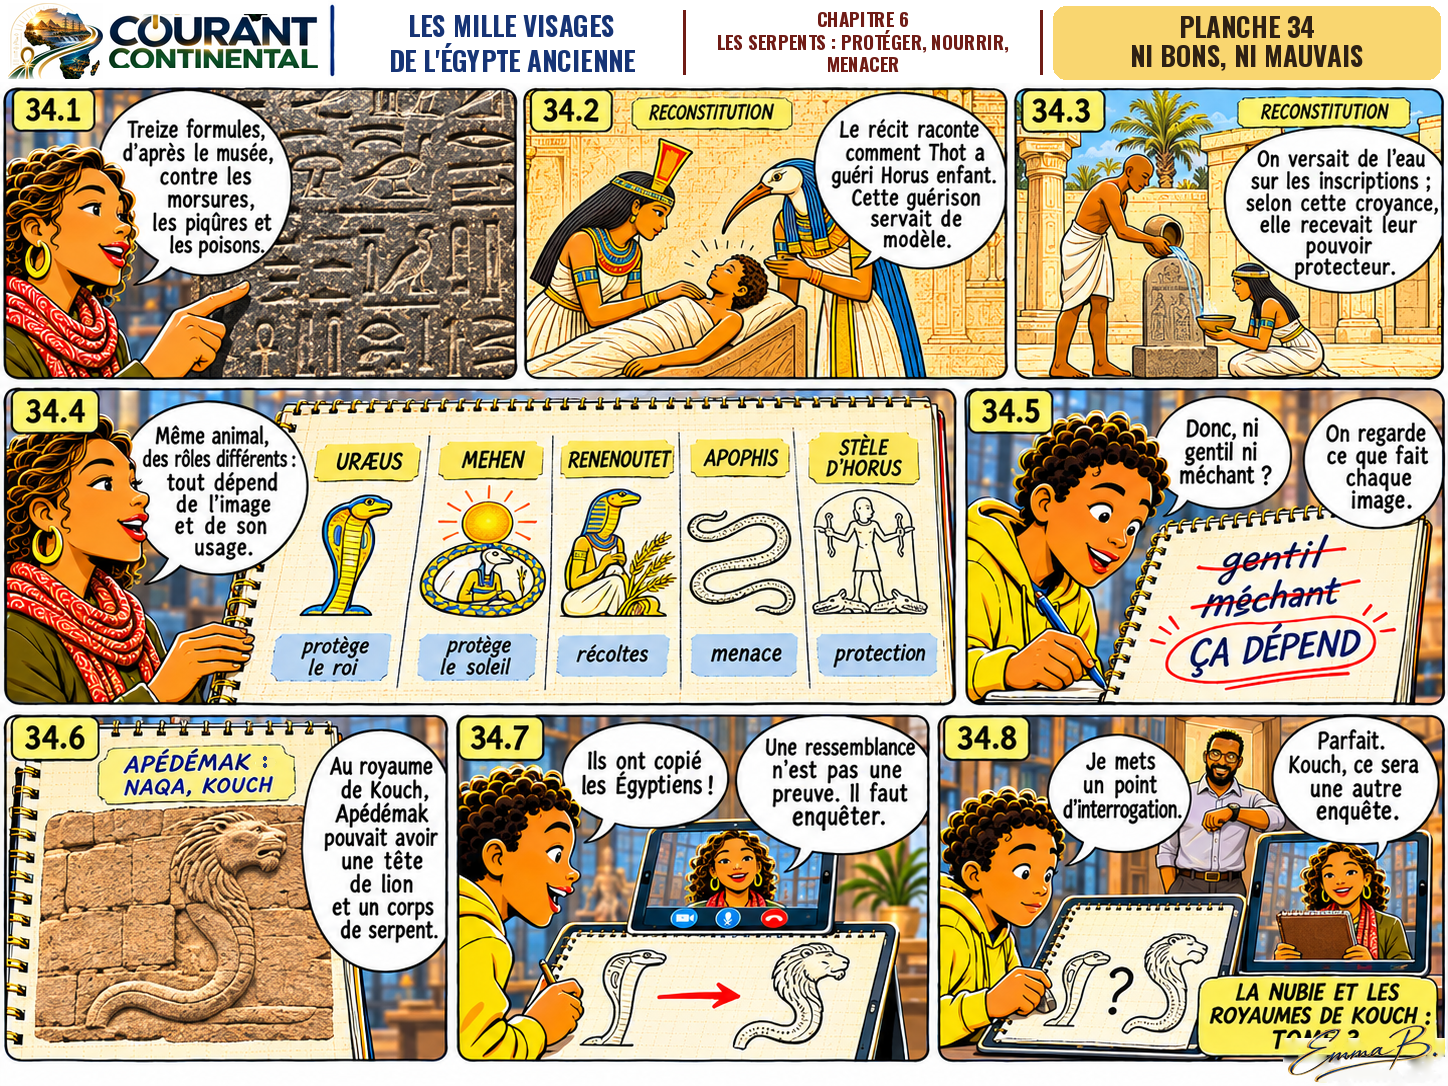 COURANT
CONTINENTAL
LES MILLE VISAGES
DE L'ÉGYPTE ANCIENNE
CHAPITRE 6
LES SERPENTS : PROTÉGER, NOURRIR,
MENACER
PLANCHE 34
NI BONS, NI MAUVAIS
34.1
Treize formules,
d'après le musée,
contre les
morsures,
les piqûres et
les poisons.
34.2
RECONSTITUTION
Le récit raconte
comment Thot a
guéri Horus enfant.
Cette guérison
servait de
modèle.
34.3
RECONSTITUTION
On versait de l'eau
sur les inscriptions ;
selon cette croyance,
elle recevait leur
pouvoir
protecteur.
34.4
Même animal,
des rôles différents :
tout dépend
de l'image
et de son
usage.
URÆUS
MEHEN
RENENOUTET
APOPHIS
STÈLE
D'HORUS
protège
le roi
protège
le soleil
récoltes
menace
protection
34.5
Donc, ni
gentil ni
méchant ?
On regarde
ce que fait
chaque
image.
gentil
méchant
ÇA DÉPEND
34.6
APÉDÉMAK :
NAQA, KOUCH
Au royaume
de Kouch,
Apédémak
pouvait avoir
une tête
de lion
et un corps
de serpent.
34.7
Ils ont copié
les Égyptiens !
Une ressemblance
n'est pas une
preuve. Il faut
enquêter.
34.8
Je mets
un point
d'interrogation.
Parfait.
Kouch, ce sera
une autre
enquête.
?
LA NUBIE ET LES
ROYAUMES DE KOUCH :
Emma B.